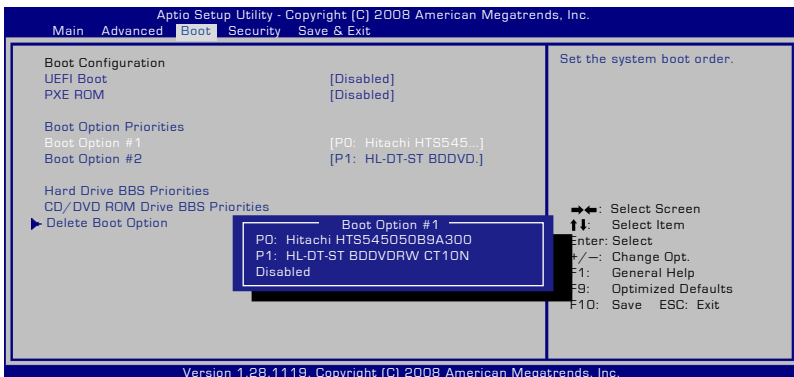 Aptio Setup Utility - Copyright (C) 2008 American Megatrends, Inc.
Main Advanced Boot Security Save & Exit
Boot Configuration
UEFI Boot [Disabled]
PXE ROM [Disabled]
Boot Option Priorities
Boot Option #1 [P0: Hitachi HTS545...]
Boot Option #2 [P1: HL-DT-ST BDDVD.]
Hard Drive BBS Priorities
CD/DVD ROM Drive BBS Priorities
Delete Boot Option
Boot Option #1
P0: Hitachi HTS545050B9A300
P1: HL-DT-ST BDDVDRW CT10N
Disabled
Set the system boot order.
→←: Select Screen
↑↓: Select Item
Enter: Select
+/—: Change Opt.
F1: General Help
F9: Optimized Defaults
F10: Save ESC: Exit
Version 1.28.1119. Copyright (C) 2008 American Megatrends, Inc.